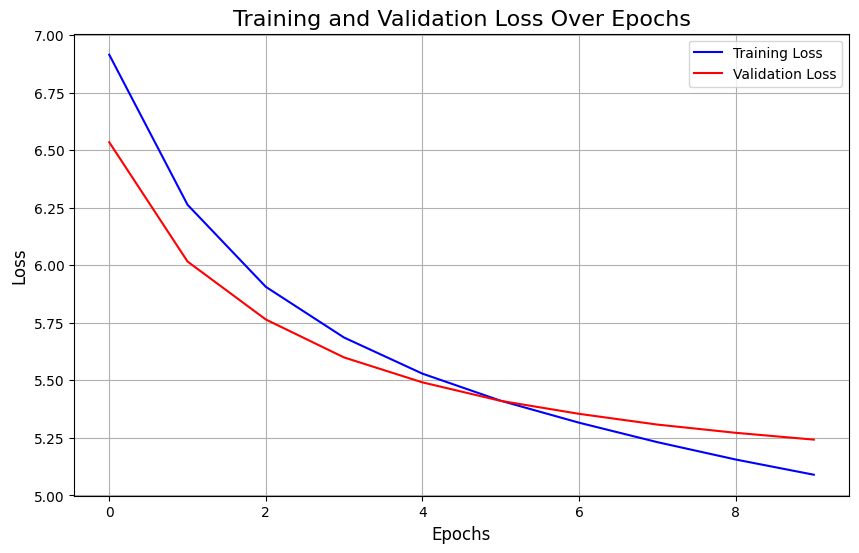 Training and Validation Loss Over Epochs
Training Loss
Validation Loss
Loss
7.00
6.75
6.50
6.25
6.00
5.75
5.50
5.25
5.00
0 2 4 6 8
Epochs